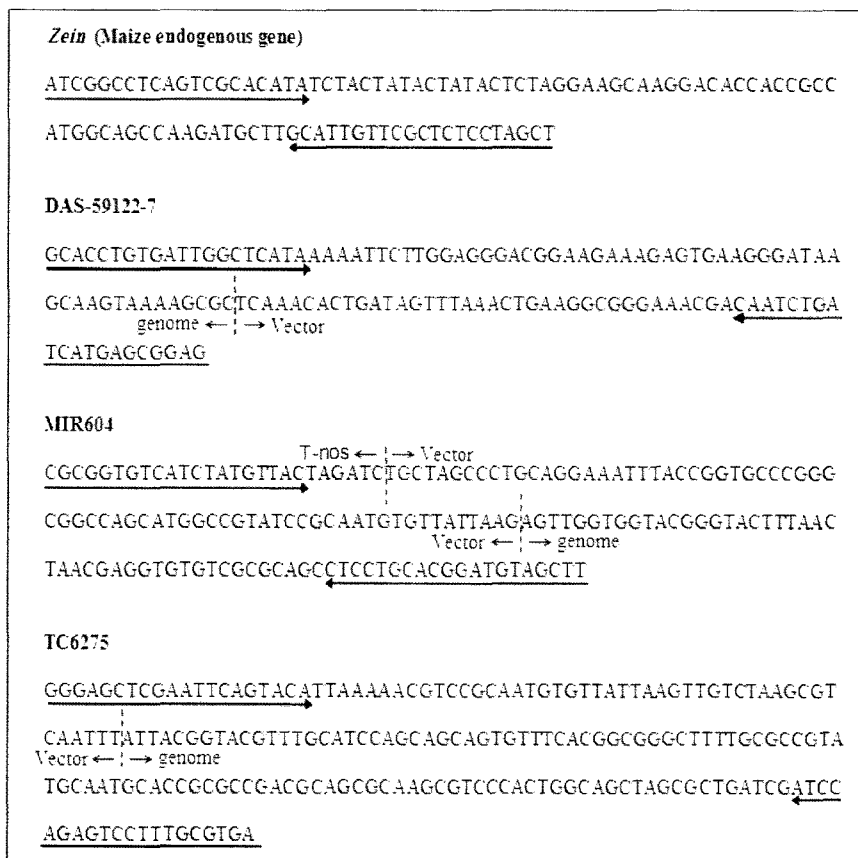 Zein (Maize endogenous gene)
ATCGGCCTCAGTCGCACATATCTACTATACTATACTCTAGGAAGCAAGGACACCACCGCC
ATGGCAGCCAAGATGCTTGCATTGTTCGCTCTCCTAGCT
DAS-59122-7
GCACCTGTGATTGGCTCATAAAAATTCTTGGAGGGACGGAAGAAAGAGTGAAGGGATAA
GCAAGTAAAAGCGCTCAAACACTGATAGTTTAAACTGAAGGCGGGAAACGACAATCTGA
genome ← → Vector
TCATGAGCGGAG
MIR604
T-nos ← → Vector
CGCGGTGTCATCTATGTTACTAGATCTGCTAGCCCTGCAGGAAATTTACCGGTGCCCGGG
CGGCCAGCATGGCCGTATCCGCAATGTGTTATTAAGAGTTGGTGGTACGGGTACTTTAAC
Vector ← → genome
TAACGAGGTGTGTCGCGCAGCCTCCTGCACGGATGTAGCTT
TC6275
GGGAGCTCGAATTCAGTACATTAAAAACGTCCGCAATGTGTTATTAAGTTGTCTAAGCGT
CAATTTATTACGGTACGTTTGCATCCAGCAGCAGTGTTTCACGGCGGGCTTTTGCGCCGTA
Vector ← → genome
TGCAATGCACCGCGCCGACGCAGCGCAAGCGTCCCACTGGCAGCTAGCGCTGATCGATCC
AGAGTCCTTTGCGTGA